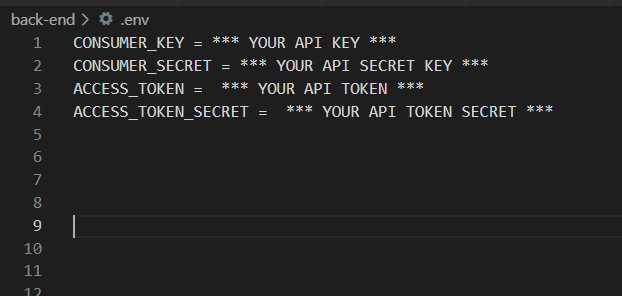 back-end > .env
1 CONSUMER_KEY = *** YOUR API KEY ***
2 CONSUMER_SECRET = *** YOUR API SECRET KEY ***
3 ACCESS_TOKEN =  *** YOUR API TOKEN ***
4 ACCESS_TOKEN_SECRET =  *** YOUR API TOKEN SECRET ***
5
6
7
8
9
10
11
12